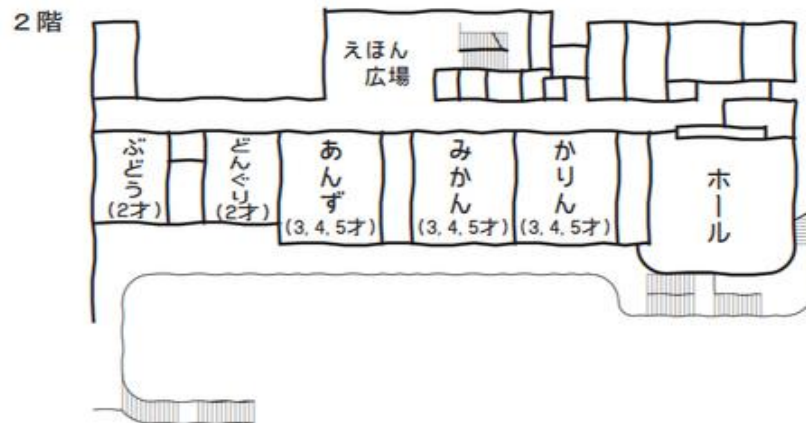 2階
えほん
広場
ぶどう
(2才)
どんぐり
(2才)
あんず
(3,4,5才)
みかん
(3,4,5才)
かりん
(3,4,5才)
ホール